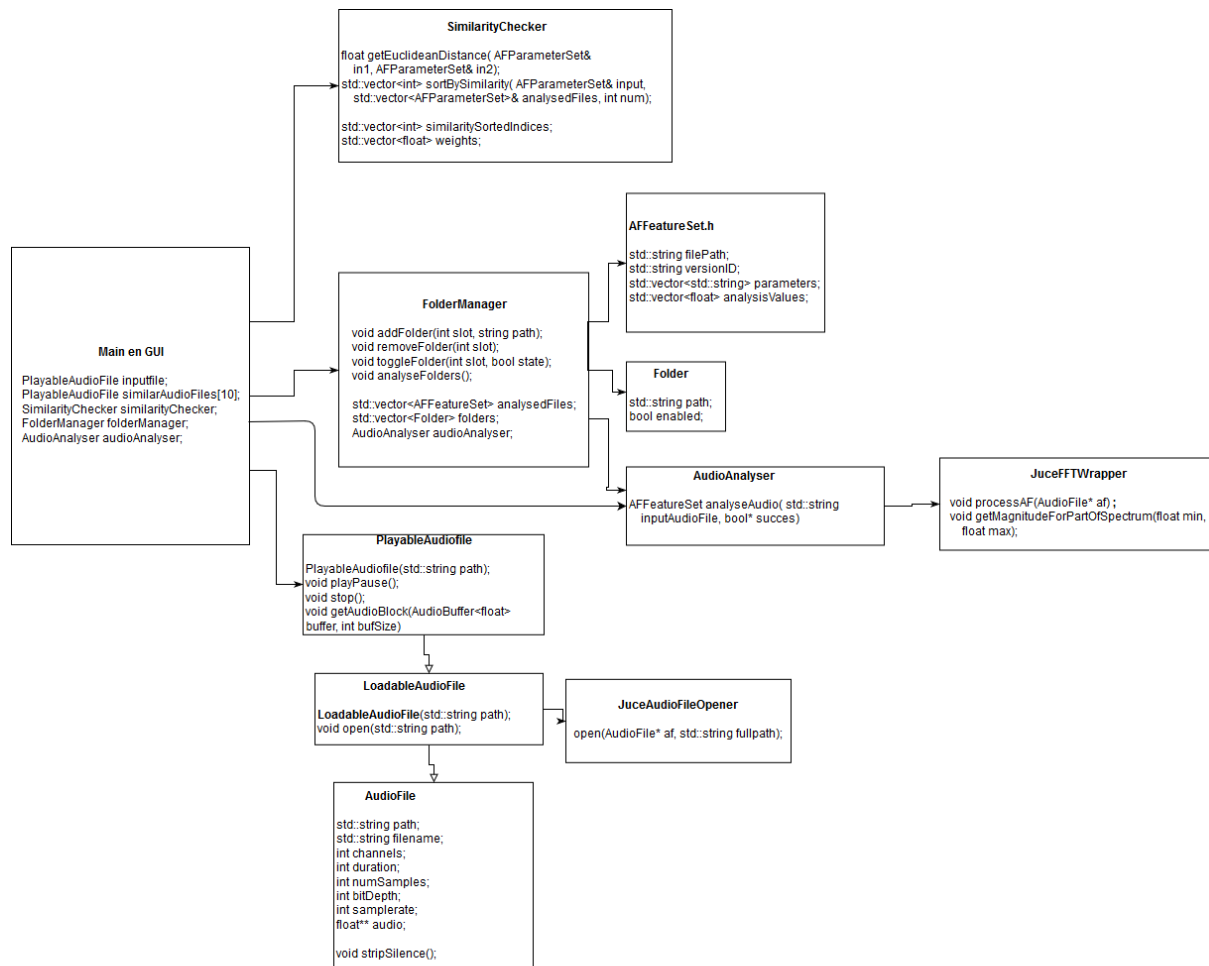 SimilarityChecker
float getEuclideanDistance( AFParameterSet&
in1, AFParameterSet& in2);
std::vector<int> sortBySimilarity( AFParameterSet& input,
std::vector<AFParameterSet>& analysedFiles, int num);
std::vector<int> similaritySortedIndices;
std::vector<float> weights;
AFFeatureSet.h
std::string filePath;
std::string versionID;
std::vector<std::string> parameters;
std::vector<float> analysisValues;
Main en GUI
PlayableAudioFile inputfile;
PlayableAudioFile similarAudioFiles[10];
SimilarityChecker similarityChecker;
FolderManager folderManager;
AudioAnalyser audioAnalyser;
FolderManager
void addFolder(int slot, string path);
void removeFolder(int slot);
void toggleFolder(int slot, bool state);
void analyseFolders();
std::vector<AFFeatureSet> analysedFiles;
std::vector<Folder> folders;
AudioAnalyser audioAnalyser;
Folder
std::string path;
bool enabled;
AudioAnalyser
AFFeatureSet analyseAudio( std::string
inputAudioFile, bool* succes)
JuceFFTWrapper
void processAF(AudioFile* af) ;
void getMagnitudeForPartOfSpectrum(float min,
float max);
PlayableAudiofile
PlayableAudiofile(std::string path);
void playPause();
void stop();
void getAudioBlock(AudioBuffer<float>
buffer, int bufSize)
LoadableAudioFile
LoadableAudioFile(std::string path);
void open(std::string path);
JuceAudioFileOpener
open(AudioFile* af, std::string fullpath);
AudioFile
std::string path;
std::string filename;
int channels;
int duration;
int numSamples;
int bitDepth;
int samplerate;
float** audio;
void stripSilence();